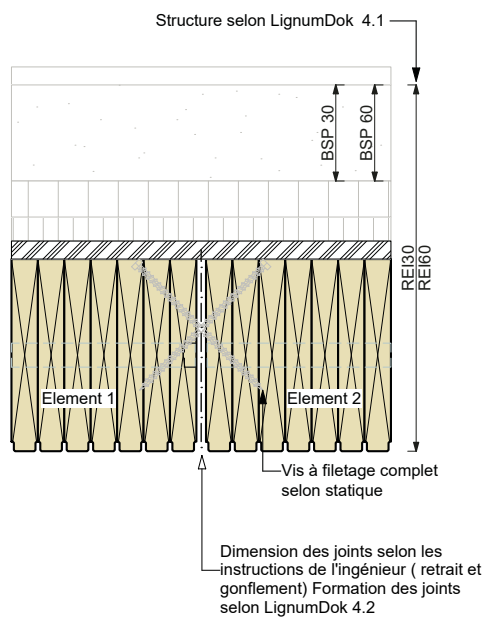 Structure selon LignumDok 4.1
BSP 30
BSP 60
REI30
REI60
Element 1
Element 2
Vis à filetage complet
selon statique
Dimension des joints selon les
instructions de l'ingénieur ( retrait et
gonflement) Formation des joints
selon LignumDok 4.2